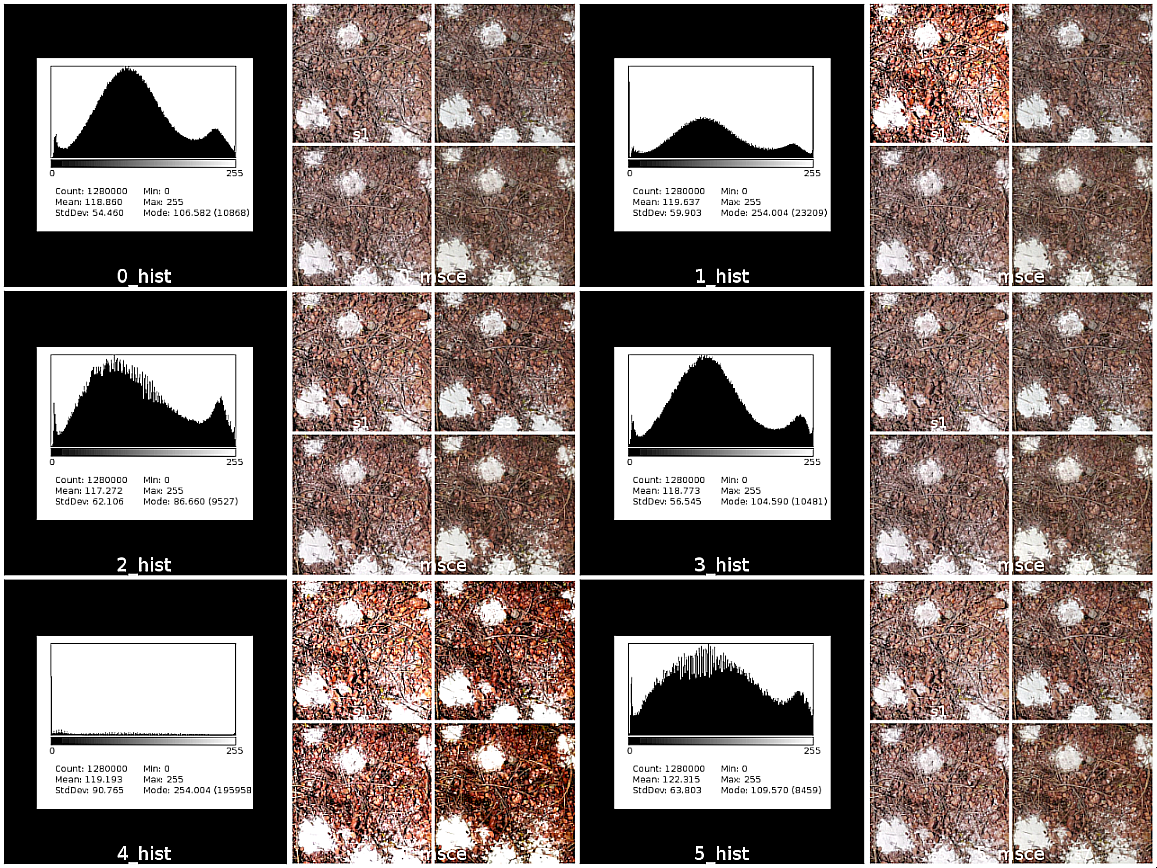 0 255
Count: 1280000 Min: 0
Mean: 118.860 Max: 255
StdDev: 54.460 Mode: 106.582 (10868)
0_hist
s1
msce
0 255
Count: 1280000 Min: 0
Mean: 119.637 Max: 255
StdDev: 59.903 Mode: 254.004 (23209)
1_hist
s1
msce
0 255
Count: 1280000 Min: 0
Mean: 117.272 Max: 255
StdDev: 62.106 Mode: 86.660 (9527)
2_hist
s1
msce
0 255
Count: 1280000 Min: 0
Mean: 118.773 Max: 255
StdDev: 56.545 Mode: 104.590 (10481)
3_hist
s1
msce
0 255
Count: 1280000 Min: 0
Mean: 119.193 Max: 255
StdDev: 90.765 Mode: 254.004 (195958
4_hist
msce
0 255
Count: 1280000 Min: 0
Mean: 122.315 Max: 255
StdDev: 63.803 Mode: 109.570 (8459)
5_hist
s1
msce